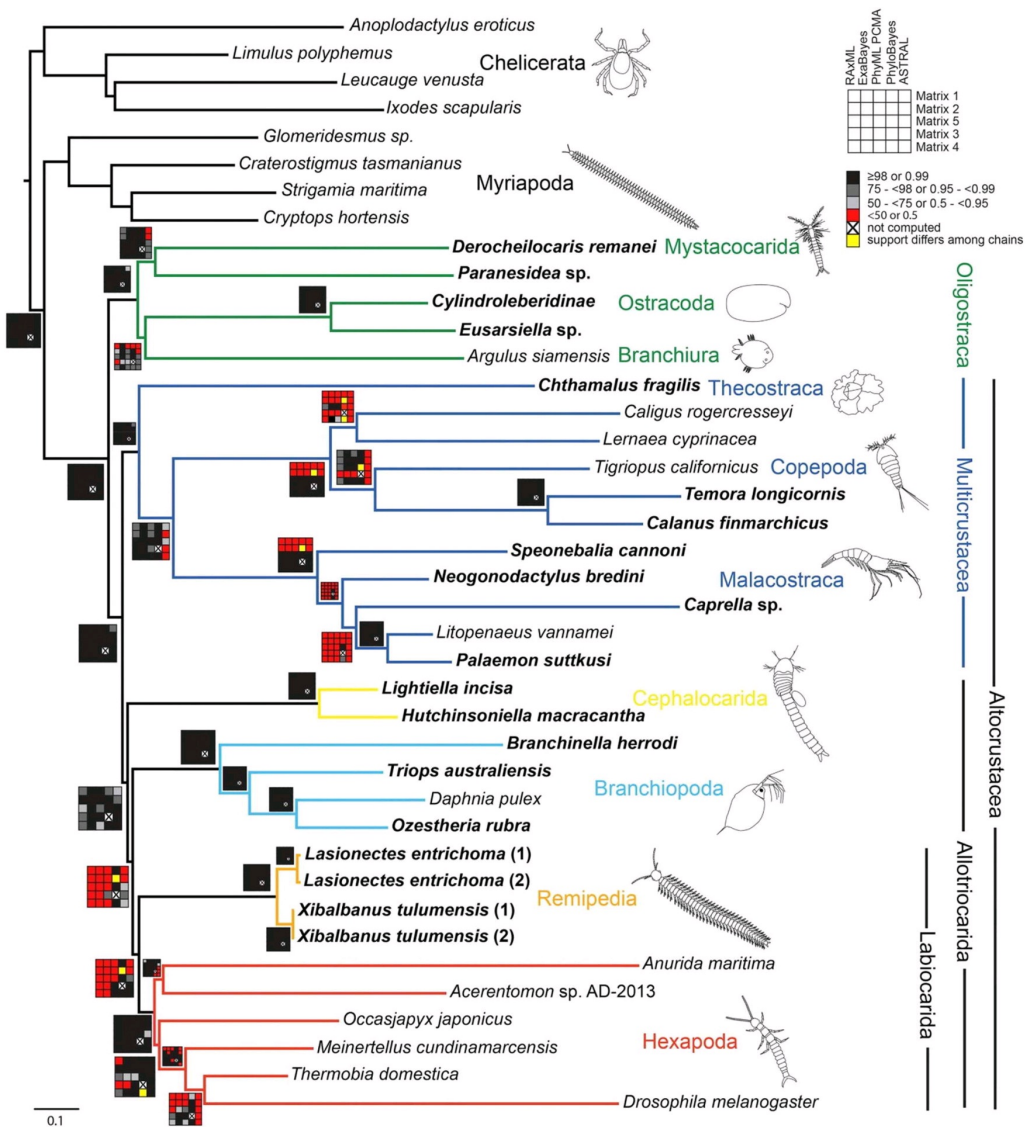 Anoplodactylus eroticus
Limulus polyphemus
Chelicerata
Leucauge venusta
Ixodes scapularis
Glomeridesmus sp.
Craterostigmus tasmanianus
Myriapoda
Strigamia maritima
Cryptops hortensis
Derocheilocaris remanei Mystacocarida
Paranesidea sp.
Cylindroleberidinae
Ostracoda
Eusarsiella sp.
Argulus siamensis Branchiura
Chthamalus fragilis Thecostraca
Caligus rogercresseyi
Lernaea cyprinacea
Tigriopus californicus Copepoda
Temora longicornis
Calanus finmarchicus
Speonebalia cannoni
Neogonodactylus bredini Malacostraca
Caprella sp.
Litopenaeus vannamei
Palaemon suttkusi
Lightiella incisa
Cephalocarida
Hutchinsoniella macracantha
Branchinella herrodi
Triops australiensis
Branchiopoda
Daphnia pulex
Ozestheria rubra
Lasionectes entrichoma (1)
Lasionectes entrichoma (2)
Remipedia
Xibalbanus tulumensis (1)
Xibalbanus tulumensis (2)
Anurida maritima
Acerentomon sp. AD-2013
Occasjapyx japonicus
Hexapoda
Meinertellus cundinamarcensis
Thermobia domestica
Drosophila melanogaster
0.1
RAxML
ExaBayes
PhyML PCMA
PhyloBayes
ASTRAL
Matrix 1
Matrix 2
Matrix 5
Matrix 3
Matrix 4
≥98 or 0.99
75 - <98 or 0.95 - <0.99
50 - <75 or 0.5 - <0.95
<50 or 0.5
not computed
support differs among chains
Oligostraca
Multicrustacea
Altocrustacea
Allotriocarida
Labiocarida